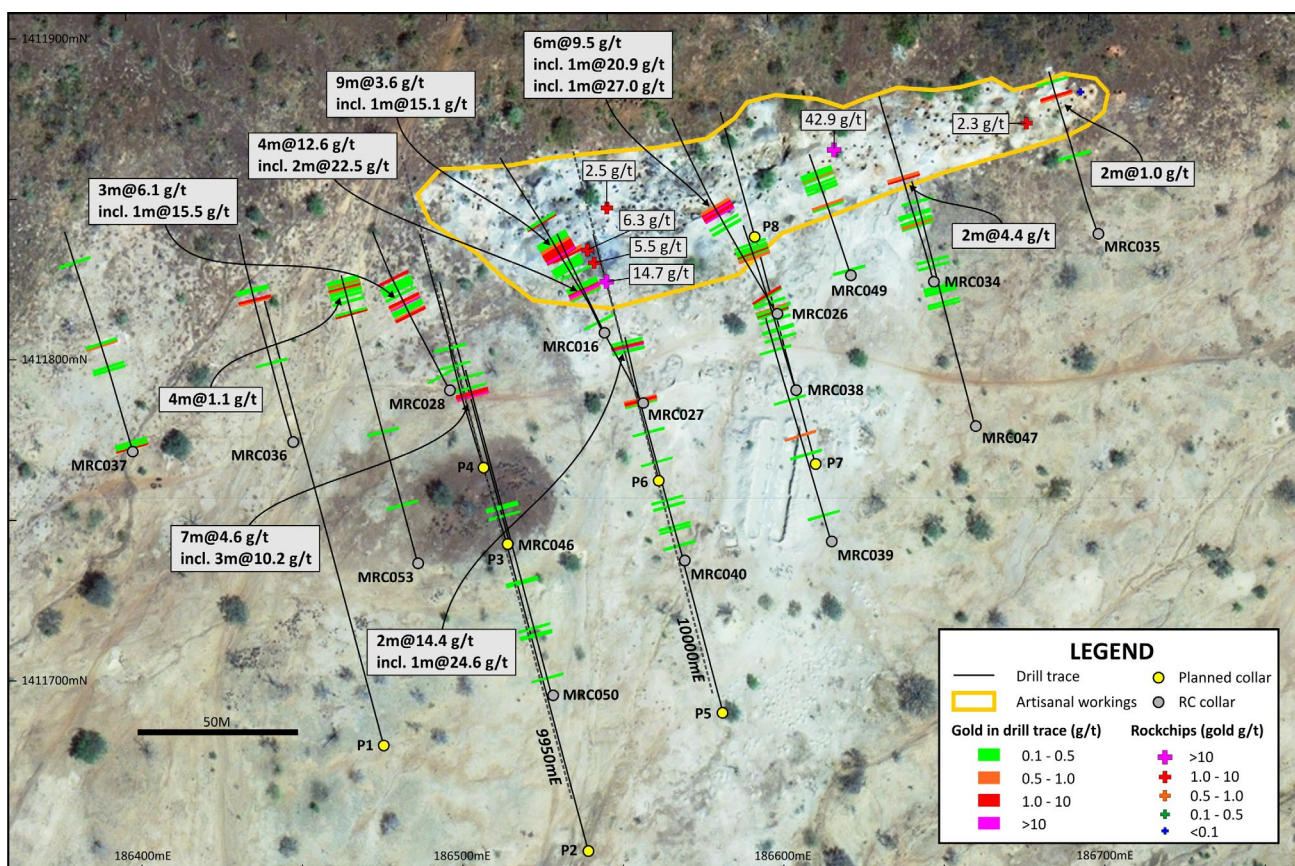 1411900mN
6m@9.5 g/t
incl. 1m@20.9 g/t
incl. 1m@27.0 g/t
9m@3.6 g/t
incl. 1m@15.1 g/t
4m@12.6 g/t
incl. 2m@22.5 g/t
3m@6.1 g/t
incl. 1m@15.5 g/t
42.9 g/t
2.3 g/t
2.5 g/t
6.3 g/t
5.5 g/t
14.7 g/t
2m@1.0 g/t
2m@4.4 g/t
P8
MRC035
MRC049
MRC034
MRC026
MRC016
1411800mN
4m@1.1 g/t
MRC028
MRC038
MRC027
MRC047
MRC037
MRC036
P4
P6
P7
7m@4.6 g/t
incl. 3m@10.2 g/t
MRC053
P3
MRC046
MRC040
MRC039
2m@14.4 g/t
incl. 1m@24.6 g/t
10000mE
1411700mN
MRC050
50M
P1
P5
9950mE
P2
LEGEND
Drill trace
Planned collar
Artisanal workings
RC collar
Gold in drill trace (g/t)
0.1 - 0.5
0.5 - 1.0
1.0 - 10
>10
Rockchips (gold g/t)
>10
1.0 - 10
0.5 - 1.0
0.1 - 0.5
<0.1
186400mE
186500mE
186600mE
186700mE